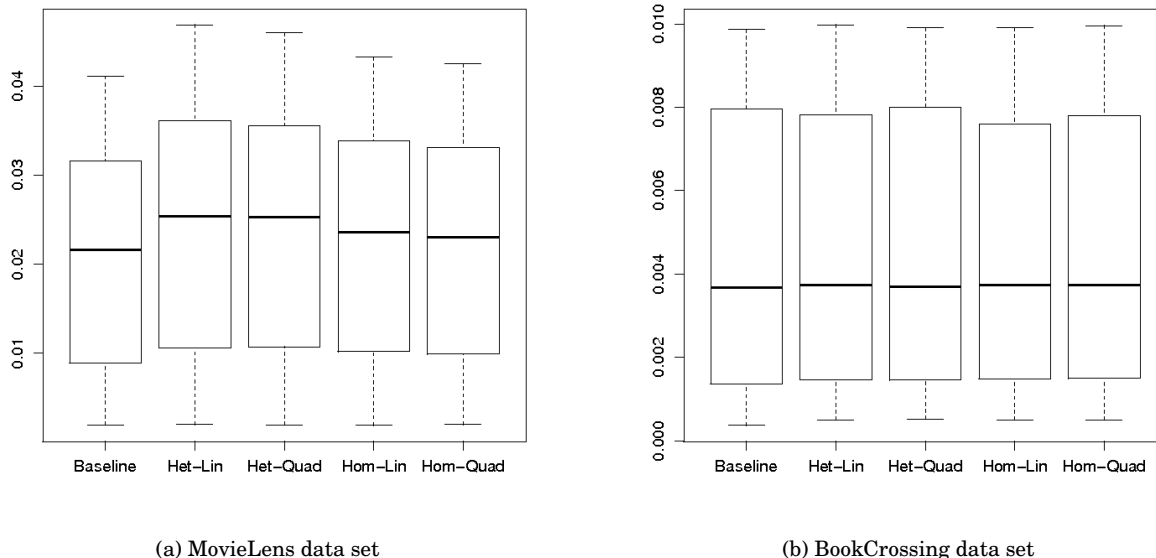 0.04
0.03
0.02
0.01
Baseline Het-Lin Het-Quad Hom-Lin Hom-Quad
(a) MovieLens data set
0.010
0.008
0.006
0.004
0.002
0.000
Baseline Het-Lin Het-Quad Hom-Lin Hom-Quad
(b) BookCrossing data set